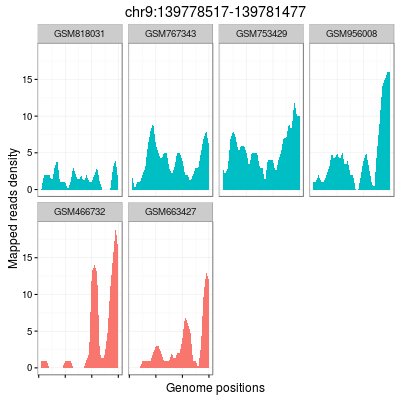 chr9:139778517-139781477
GSM818031 GSM767343 GSM753429 GSM956008
15
10
5
0
GSM466732 GSM663427
15
10
5
0
Mapped reads density
Genome positions